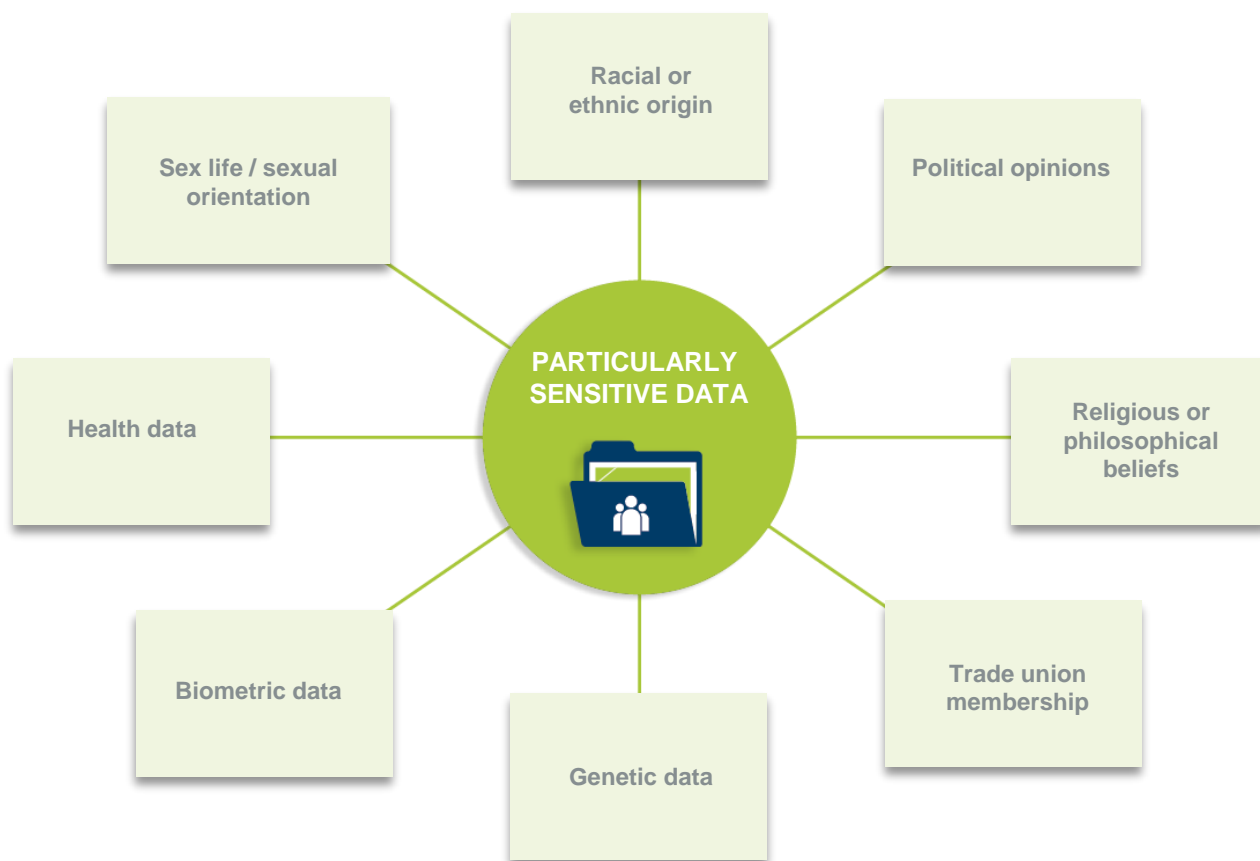 Racial or
ethnic origin
Sex life / sexual
orientation
Political opinions
PARTICULARLY
SENSITIVE DATA
Health data
Religious or
philosophical
beliefs
Biometric data
Trade union
membership
Genetic data